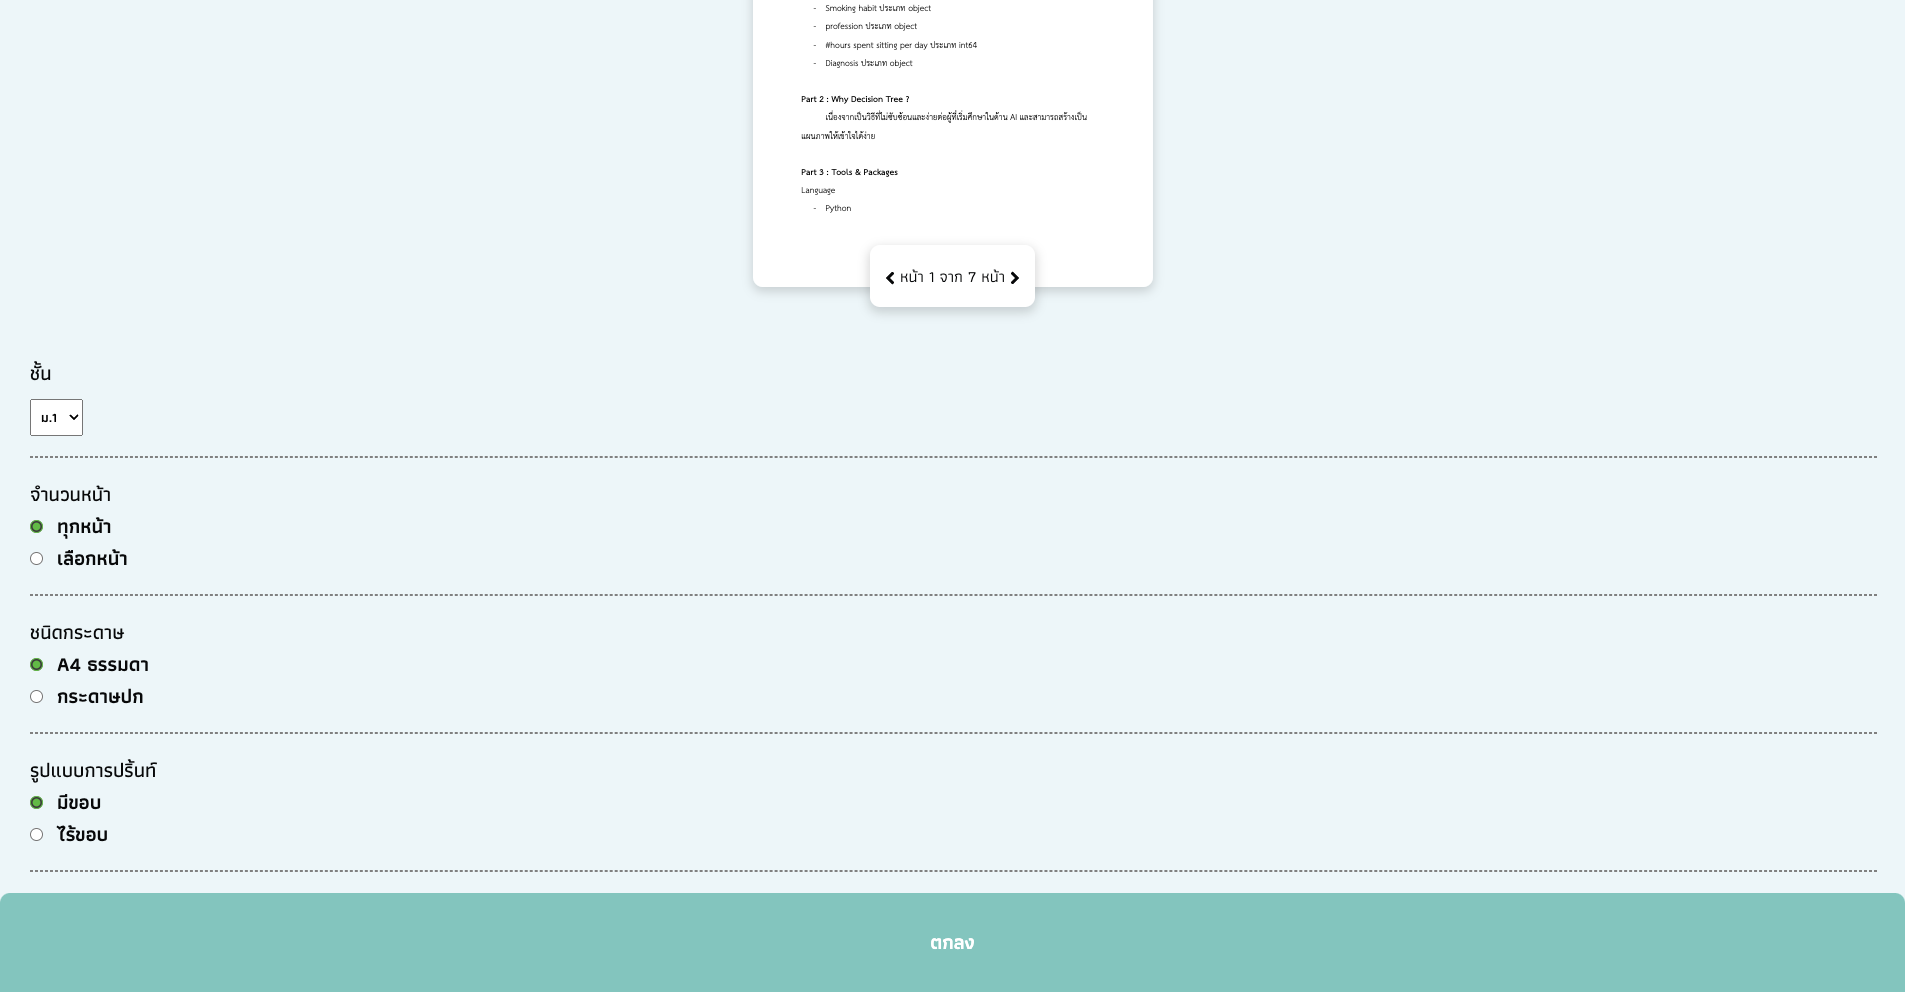 - Smoking habit ประเภท object
- profession ประเภท object
- #hours spent sitting per day ประเภท int64
- Diagnosis ประเภท object
Part 2 : Why Decision Tree ?
เนื่องจากเป็นวิธีที่ไม่ซับซ้อนและง่ายต่อผู้ที่เริ่มศึกษาในด้าน AI และสามารถสร้างเป็น
แผนภาพให้เข้าใจได้ง่าย
Part 3 : Tools & Packages
Language
- Python
หน้า 1 จาก 7 หน้า
ชั้น
ม.1
จำนวนหน้า
ทุกหน้า
เลือกหน้า
ชนิดกระดาษ
A4 ธรรมดา
กระดาษปก
รูปแบบการปริ้นท์
มีขอบ
ไร้ขอบ
ตกลง